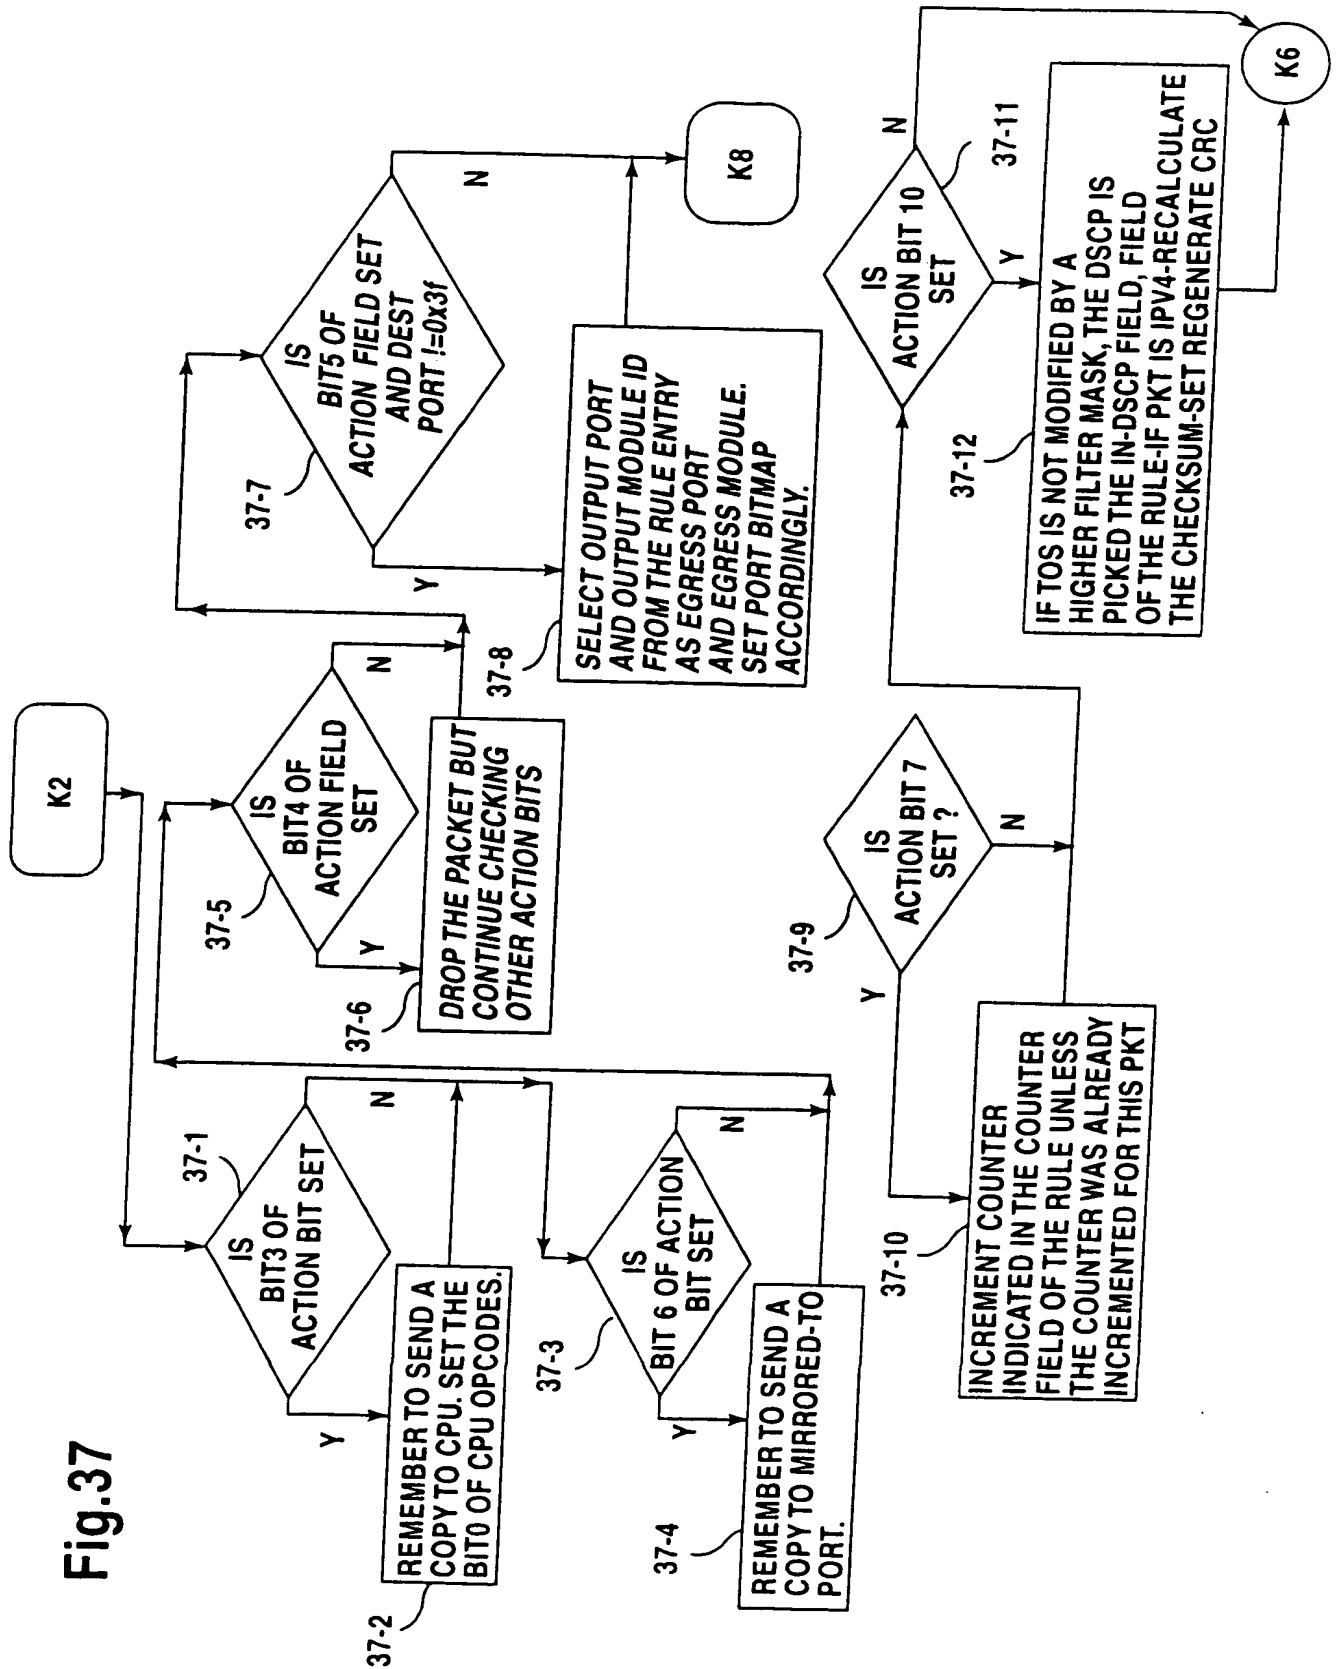 Fig.37
K2
37-1
IS
BIT3 OF
ACTION BIT SET
Y
N
37-2
REMEMBER TO SEND A
COPY TO CPU. SET THE
BIT0 OF CPU OPCODES.
37-3
IS
BIT 6 OF ACTION
BIT SET
Y
N
37-4
REMEMBER TO SEND A
COPY TO MIRRORED-TO
PORT.
37-5
IS
BIT4 OF
ACTION FIELD
SET
Y
N
37-6
DROP THE PACKET BUT
CONTINUE CHECKING
OTHER ACTION BITS
37-7
IS
BIT5 OF
ACTION FIELD SET
AND DEST
PORT !=0x3f
Y
N
37-8
SELECT OUTPUT PORT
AND OUTPUT MODULE ID
FROM THE RULE ENTRY
AS EGRESS PORT
AND EGRESS MODULE.
SET PORT BITMAP
ACCORDINGLY.
K8
37-9
IS
ACTION BIT 7
SET ?
Y
N
37-10
INCREMENT COUNTER
INDICATED IN THE COUNTER
FIELD OF THE RULE UNLESS
THE COUNTER WAS ALREADY
INCREMENTED FOR THIS PKT
37-11
IS
ACTION BIT 10
SET
Y
N
37-12
IF TOS IS NOT MODIFIED BY A
HIGHER FILTER MASK, THE DSCP IS
PICKED THE IN-DSCP FIELD, FIELD
OF THE RULE-IF PKT IS IPV4-RECALCULATE
THE CHECKSUM-SET REGENERATE CRC
K6